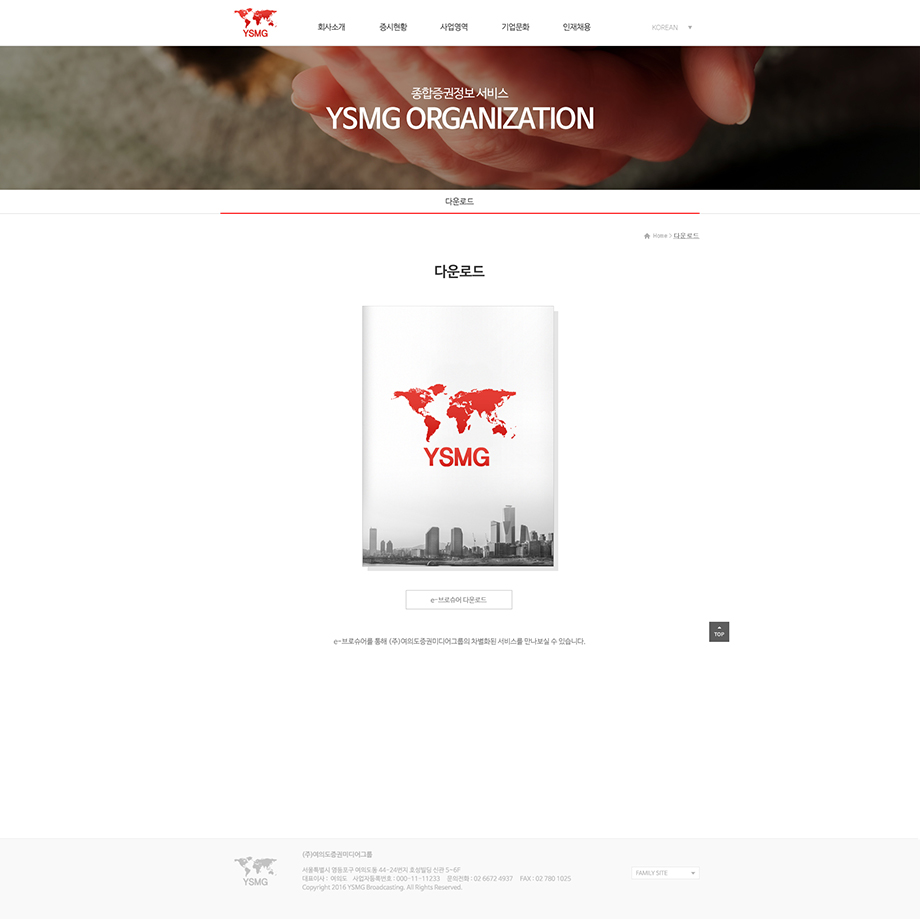 YSMG
회사소개 증시현황 사업영역 기업문화 인재채용 KOREAN
종합증권정보 서비스
YSMG ORGANIZATION
다운로드
Home > 다운로드
다운로드
YSMG
e-브로슈어 다운로드
e-브로슈어를 통해 (주)여의도증권미디어그룹의 차별화된 서비스를 만나보실 수 있습니다.
TOP
YSMG
(주)여의도증권미디어그룹
서울특별시 영등포구 여의도동 44-24번지 호성빌딩 신관 5-6F
대표이사 : 여의도 사업자등록번호 : 000-11-11233 문의전화 : 02 6672 4937 FAX : 02 780 1025
Copyright 2016 YSMG Broadcasting. All Rights Reserved.
FAMILY SITE